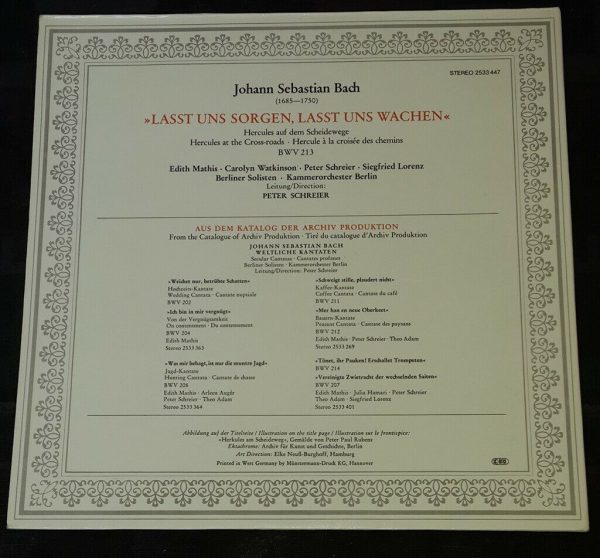 STEREO 2533 447
Johann Sebastian Bach
(1685—1750)
»LASST UNS SORGEN, LASST UNS WACHEN«
Hercules auf dem Scheidewege
Hercules at the Cross-roads · Hercule à la croisée des chemins
BWV 213
Edith Mathis · Carolyn Watkinson · Peter Schreier · Siegfried Lorenz
Berliner Solisten · Kammerorchester Berlin
Leitung/Direction:
PETER SCHREIER
AUS DEM KATALOG DER ARCHIV PRODUKTION
From the Catalogue of Archiv Produktion · Tiré du catalogue d'Archiv Produktion
JOHANN SEBASTIAN BACH
WELTLICHE KANTATEN
Secular Cantatas · Cantates profanes
Berliner Solisten · Kammerorchester Berlin
Leitung/Direction: Peter Schreier
»Weichet nur, betrübte Schatten«
Hochzeits-Kantate
Wedding Cantata · Cantate nuptiale
BWV 202
»Ich bin in mir vergnügt«
Von der Vergnügsamkeit
On contentment · Du contentement
BWV 204
Edith Mathis
Stereo 2533 363
»Was mir behagt, ist nur die muntre Jagd«
Jagd-Kantate
Hunting Cantata · Cantate de chasse
BWV 208
Edith Mathis · Arleen Augér
Peter Schreier · Theo Adam
Stereo 2533 364
»Schweigt stille, plaudert nicht«
Kaffee-Kantate
Coffee Cantata · Cantate du café
BWV 211
»Mer han en neue Oberkeet«
Bauern-Kantate
Peasant Cantata · Cantate des paysans
BWV 212
Edith Mathis · Peter Schreier · Theo Adam
Stereo 2533 269
»Tönet, ihr Pauken! Erschallet Trompeten«
BWV 214
»Vereinigte Zwietracht der wechselnden Saiten«
BWV 207
Edith Mathis · Julia Hamari · Peter Schreier
Theo Adam · Siegfried Lorenz
Stereo 2533 401
Abbildung auf der Titelseite / Illustration on the title page / Illustration sur le frontispice:
»Herkules am Scheideweg«, Gemälde von Peter Paul Rubens
Ektachrome: Archiv für Kunst und Geschichte, Berlin
Art Direction: Elko Neuß-Burghoff, Hamburg
Printed in West Germany by Münstermann-Druck KG, Hannover